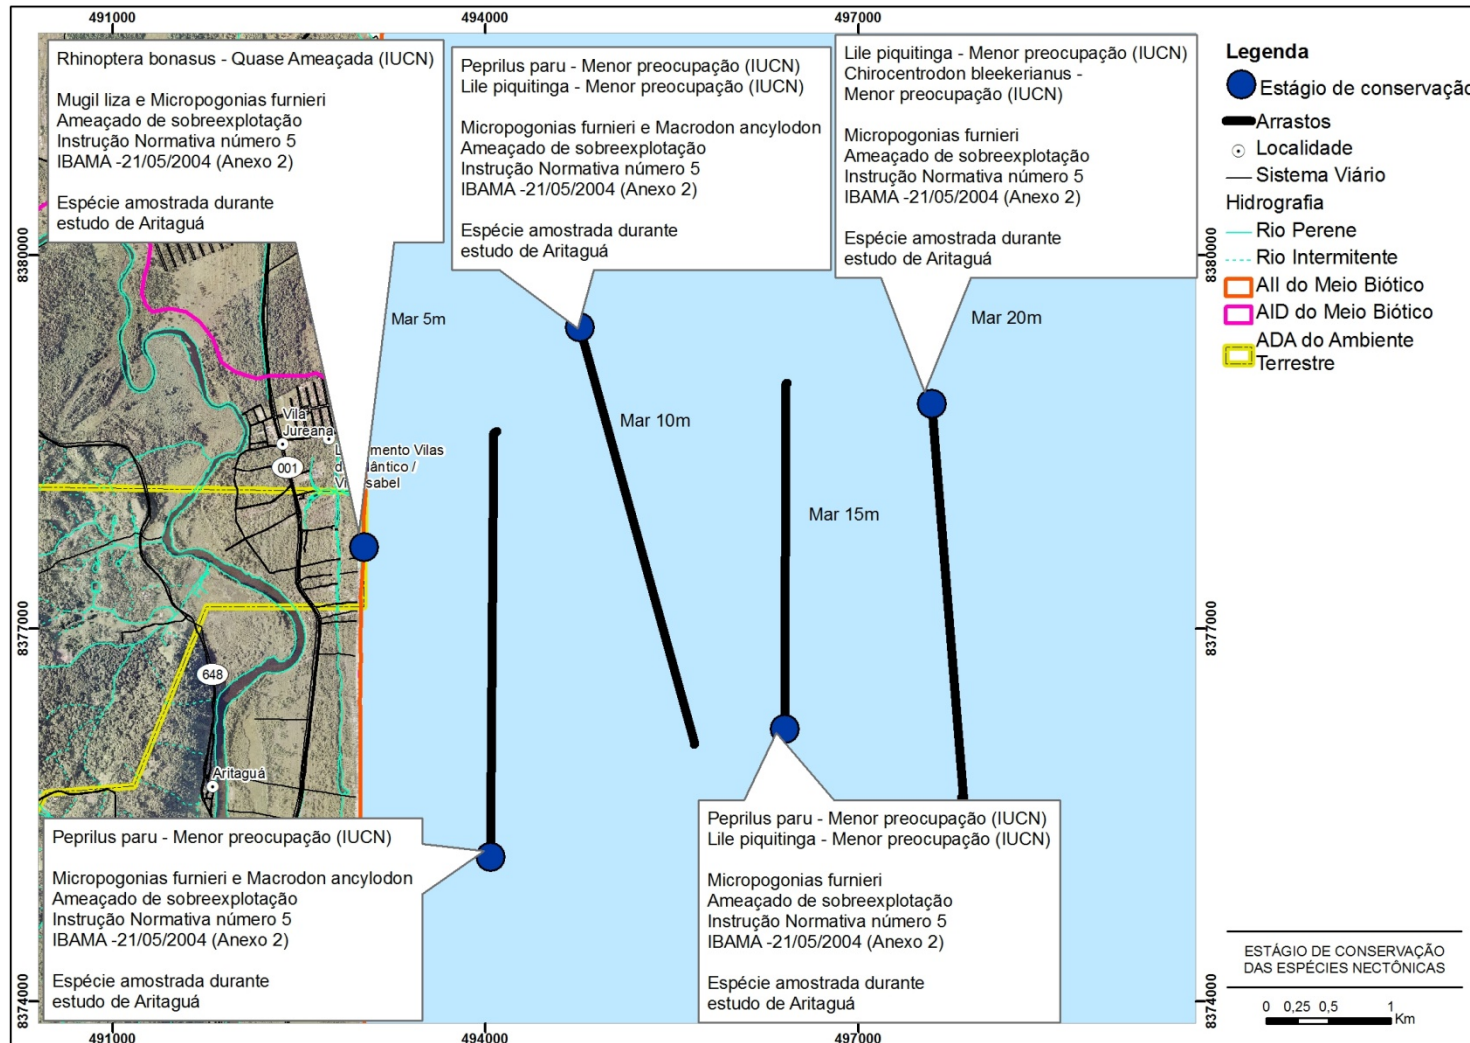 491000
494000
497000
Rhinoptera bonasus - Quase Ameaçada (IUCN)
Mugil liza e Micropogonias furnieri
Ameaçado de sobreexplotação
Instrução Normativa número 5
IBAMA -21/05/2004 (Anexo 2)
Espécie amostrada durante
estudo de Aritaguá
Peprilus paru - Menor preocupação (IUCN)
Lile piquitinga - Menor preocupação (IUCN)
Micropogonias furnieri e Macrodon ancylodon
Ameaçado de sobreexplotação
Instrução Normativa número 5
IBAMA -21/05/2004 (Anexo 2)
Espécie amostrada durante
estudo de Aritaguá
Lile piquitinga - Menor preocupação (IUCN)
Chirocentrodon bleekerianus -
Menor preocupação (IUCN)
Micropogonias furnieri
Ameaçado de sobreexplotação
Instrução Normativa número 5
IBAMA -21/05/2004 (Anexo 2)
Espécie amostrada durante
estudo de Aritaguá
Legenda
Estágio de conservação
Arrastos
Localidade
Sistema Viário
Hidrografia
Rio Perene
Rio Intermitente
AII do Meio Biótico
AID do Meio Biótico
ADA do Ambiente
Terrestre
8380000
8380000
Mar 5m
Mar 20m
Mar 10m
Mar 15m
Vila
Jureana
001
mento Vilas
lântico /
sabel
8377000
8377000
648
Aritaguá
Peprilus paru - Menor preocupação (IUCN)
Micropogonias furnieri e Macrodon ancylodon
Ameaçado de sobreexplotação
Instrução Normativa número 5
IBAMA -21/05/2004 (Anexo 2)
Espécie amostrada durante
estudo de Aritaguá
Peprilus paru - Menor preocupação (IUCN)
Lile piquitinga - Menor preocupação (IUCN)
Micropogonias furnieri
Ameaçado de sobreexplotação
Instrução Normativa número 5
IBAMA -21/05/2004 (Anexo 2)
Espécie amostrada durante
estudo de Aritaguá
ESTÁGIO DE CONSERVAÇÃO
DAS ESPÉCIES NECTÔNICAS
0 0,25 0,5 1
Km
8374000
8374000
491000
494000
497000